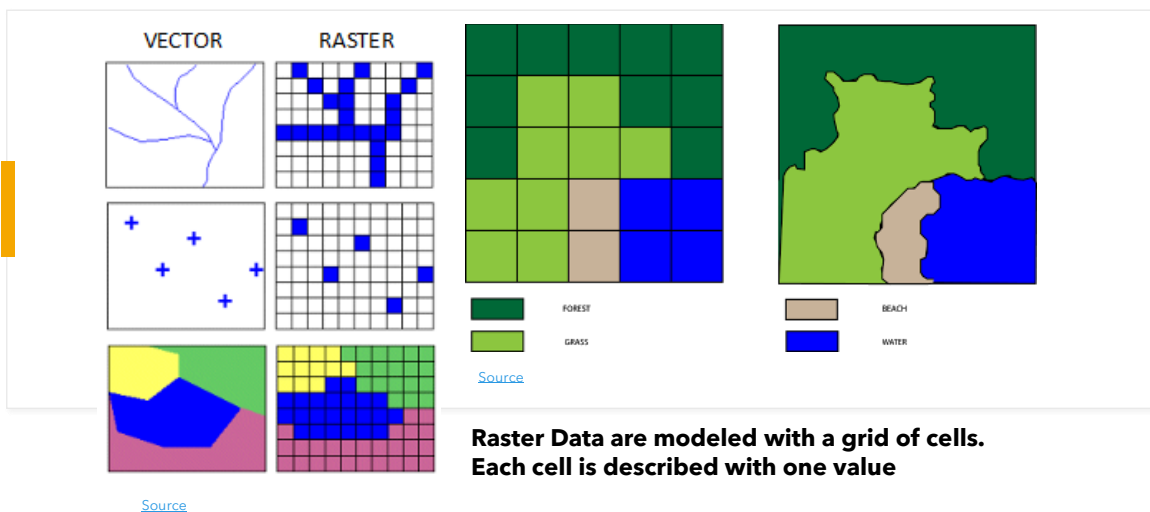 VECTOR
RASTER
FOREST
GRASS
BEACH
WATER
Source
Raster Data are modeled with a grid of cells.
Each cell is described with one value
Source